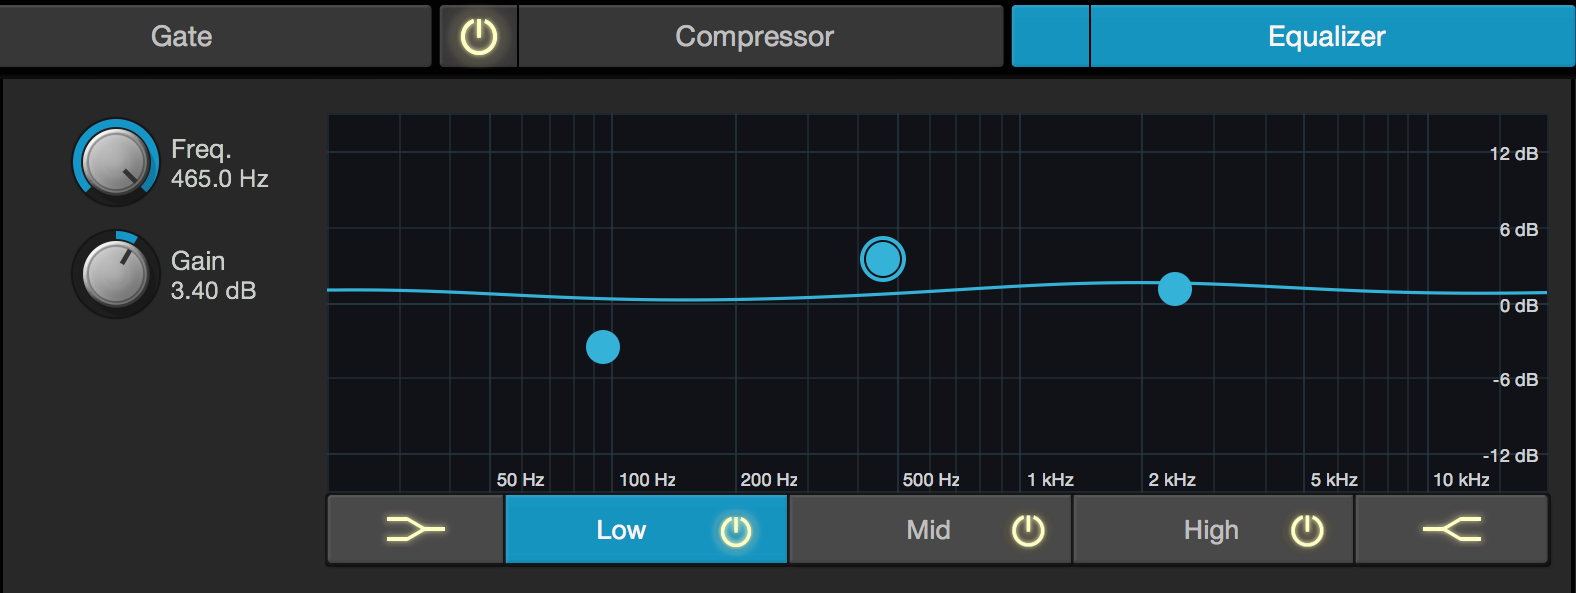 Gate
Compressor
Equalizer
Freq.
465.0 Hz
Gain
3.40 dB
12 dB
6 dB
0 dB
-6 dB
-12 dB
50 Hz 100 Hz 200 Hz 500 Hz 1 kHz 2 kHz 5 kHz 10 kHz
Low Mid High